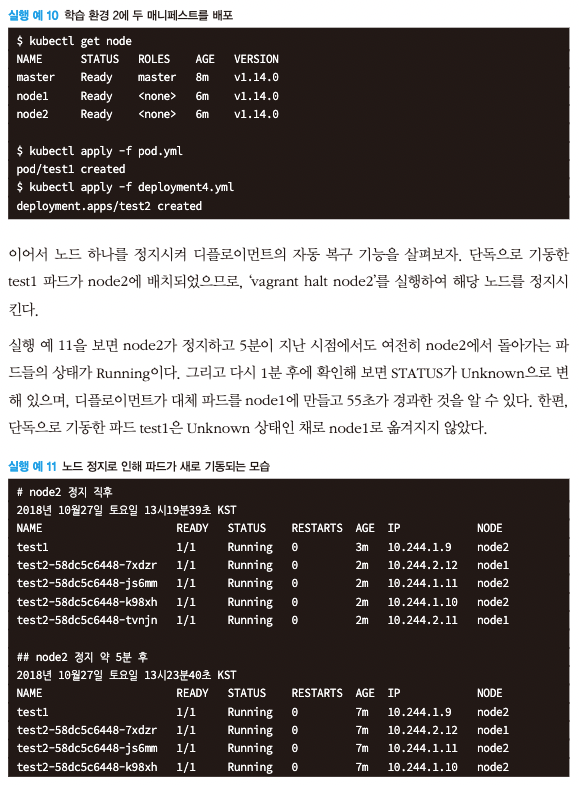 실행 예 10 학습 환경 2에 두 매니페스트를 배포
$ kubectl get node
NAME STATUS ROLES AGE VERSION
master Ready master 8m v1.14.0
node1 Ready <none> 6m v1.14.0
node2 Ready <none> 6m v1.14.0
$ kubectl apply -f pod.yml
pod/test1 created
$ kubectl apply -f deployment4.yml
deployment.apps/test2 created
이어서 노드 하나를 정지시켜 디플로이먼트의 자동 복구 기능을 살펴보자. 단독으로 기동한
test1 파드가 node2에 배치되었으므로, ‘vagrant halt node2’를 실행하여 해당 노드를 정지시
킨다.
실행 예 11을 보면 node2가 정지하고 5분이 지난 시점에서도 여전히 node2에서 돌아가는 파
드들의 상태가 Running이다. 그리고 다시 1분 후에 확인해 보면 STATUS가 Unknown으로 변
해 있으며, 디플로이먼트가 대체 파드를 node1에 만들고 55초가 경과한 것을 알 수 있다. 한편,
단독으로 기동한 파드 test1은 Unknown 상태인 채로 node1로 옮겨지지 않았다.
실행 예 11 노드 정지로 인해 파드가 새로 기동되는 모습
# node2 정지 직후
2018년 10월27일 토요일 13시19분39초 KST
NAME READY STATUS RESTARTS AGE IP NODE
test1 1/1 Running 0 3m 10.244.1.9 node2
test2-58dc5c6448-7xdzr 1/1 Running 0 2m 10.244.2.12 node1
test2-58dc5c6448-js6mm 1/1 Running 0 2m 10.244.1.11 node2
test2-58dc5c6448-k98xh 1/1 Running 0 2m 10.244.1.10 node2
test2-58dc5c6448-tvnjn 1/1 Running 0 2m 10.244.2.11 node1
## node2 정지 약 5분 후
2018년 10월27일 토요일 13시23분40초 KST
NAME READY STATUS RESTARTS AGE IP NODE
test1 1/1 Running 0 7m 10.244.1.9 node2
test2-58dc5c6448-7xdzr 1/1 Running 0 7m 10.244.2.12 node1
test2-58dc5c6448-js6mm 1/1 Running 0 7m 10.244.1.11 node2
test2-58dc5c6448-k98xh 1/1 Running 0 7m 10.244.1.10 node2